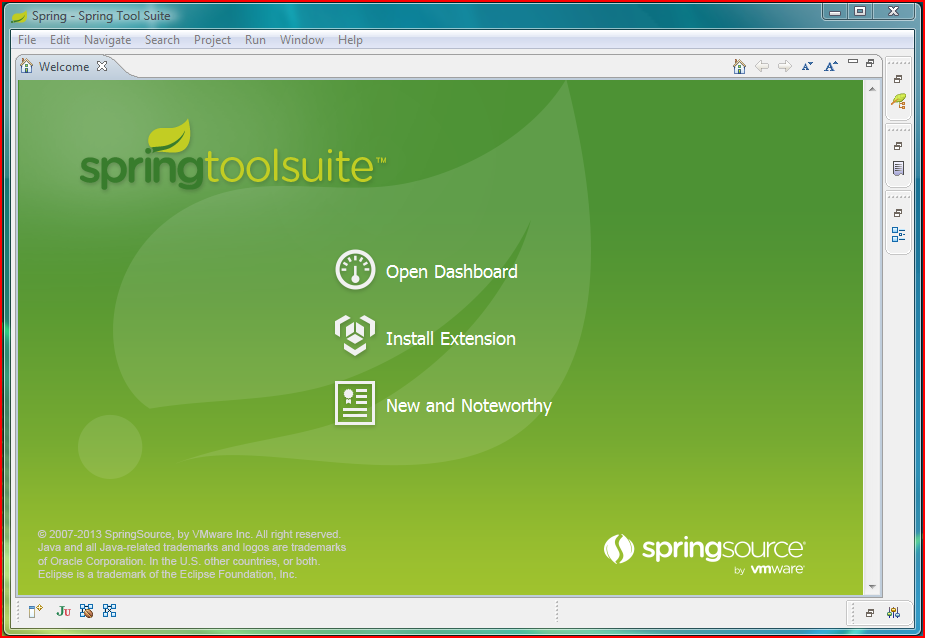 Spring - Spring Tool Suite
File Edit Navigate Search Project Run Window Help
Welcome
A A
springtoolsuite™
Open Dashboard
Install Extension
New and Noteworthy
© 2007-2013 SpringSource, by VMware Inc. All right reserved.
Java and all Java-related trademarks and logos are trademarks
of Oracle Corporation. In the U.S. other countries, or both.
Eclipse is a trademark of the Eclipse Foundation, Inc.
springsource
by vmware
JU